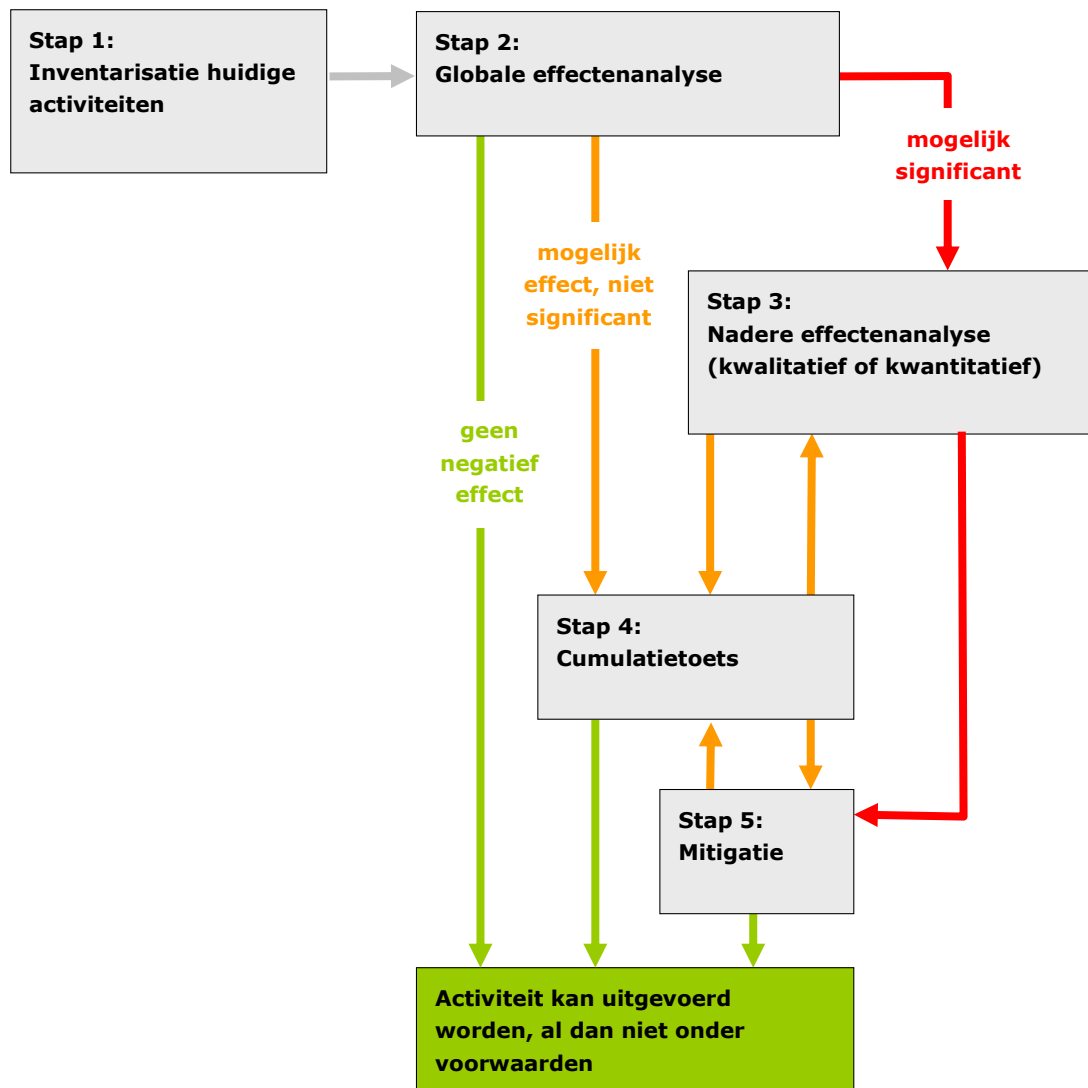 Stap 1:
Inventarisatie huidige
activiteiten
Stap 2:
Globale effectenanalyse
mogelijk
significant
mogelijk
effect, niet
significant
Stap 3:
Nadere effectenanalyse
(kwalitatief of kwantitatief)
geen
negatief
effect
Stap 4:
Cumulatietoets
Stap 5:
Mitigatie
Activiteit kan uitgevoerd
worden, al dan niet onder
voorwaarden